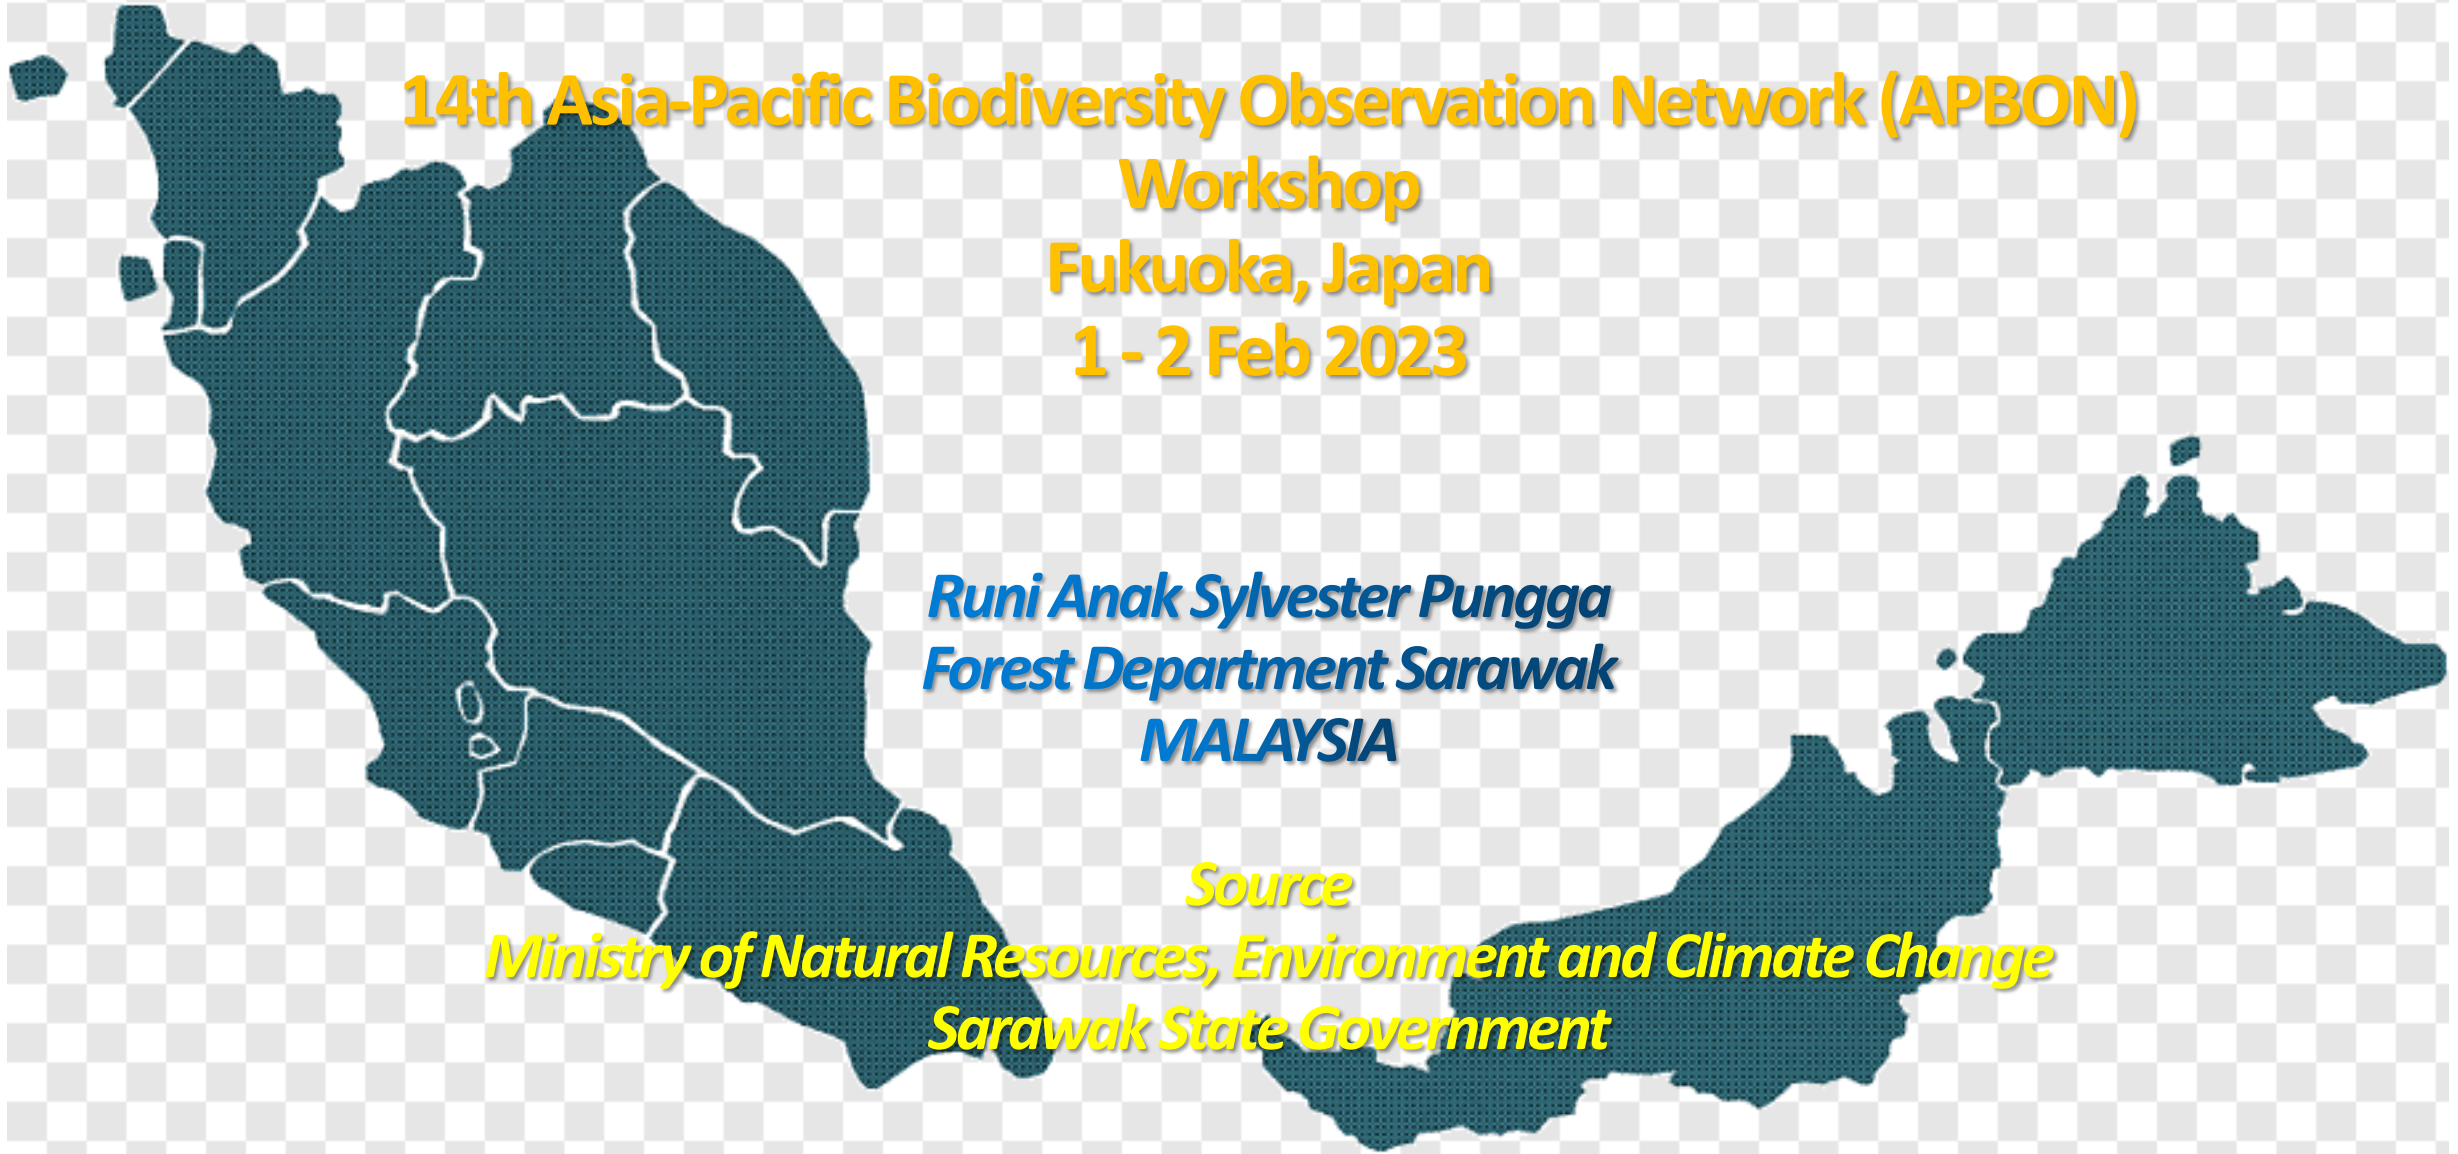 14th Asia-Pacific Biodiversity Observation Network (APBON)
Workshop
Fukuoka, Japan
1 - 2 Feb 2023
Runi Anak Sylvester Pungga
Forest Department Sarawak
MALAYSIA
Source
Ministry of Natural Resources, Environment and Climate Change
Sarawak State Government